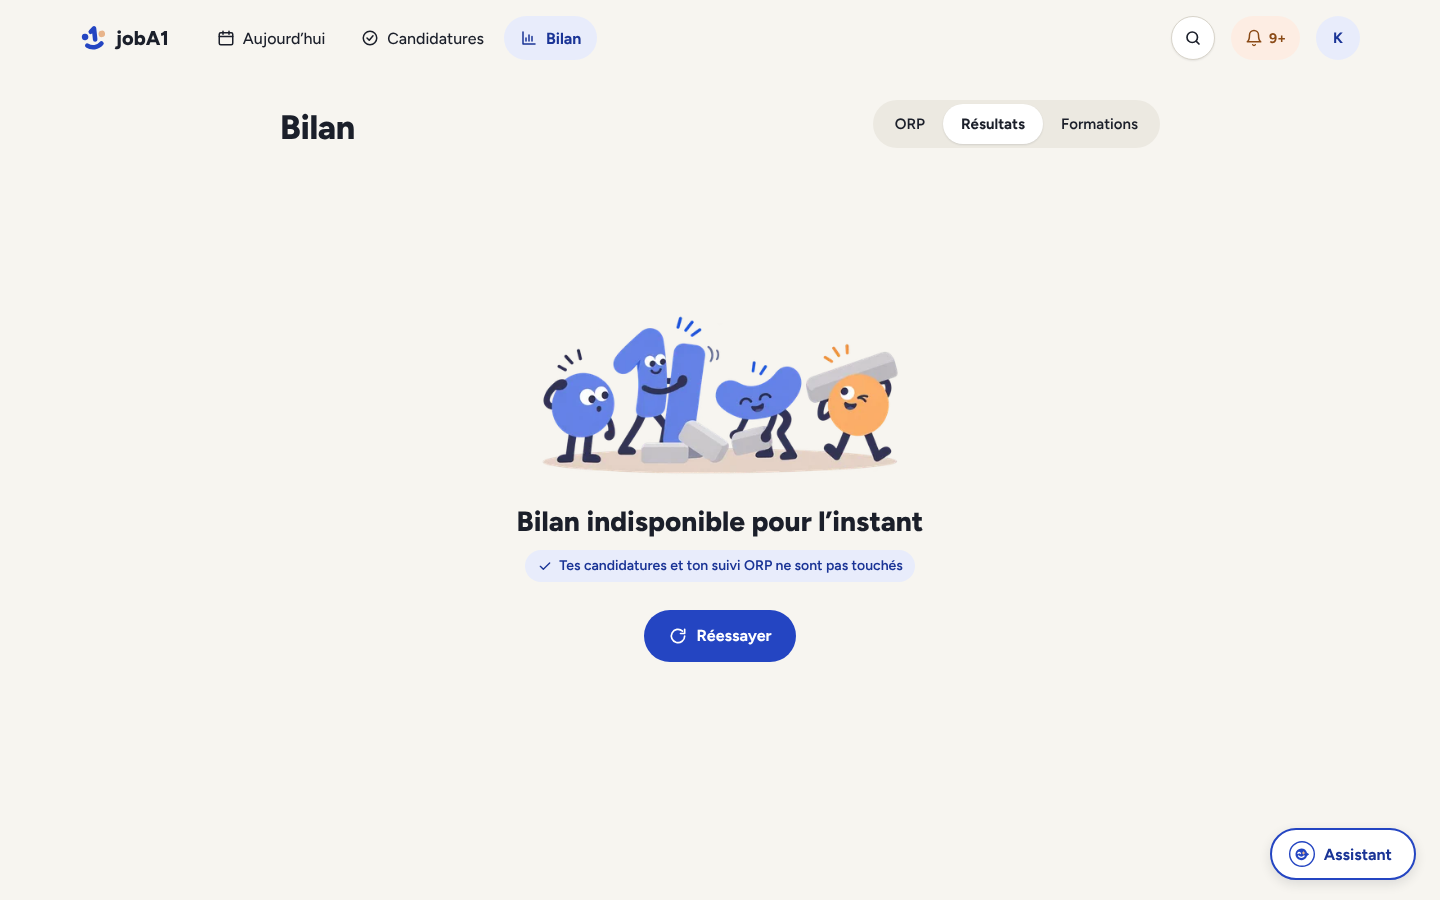 jobA1
Aujourd’hui
Candidatures
Bilan
9+
K
Bilan
ORP
Résultats
Formations
Bilan indisponible pour l’instant
Tes candidatures et ton suivi ORP ne sont pas touchés
Réessayer
Assistant